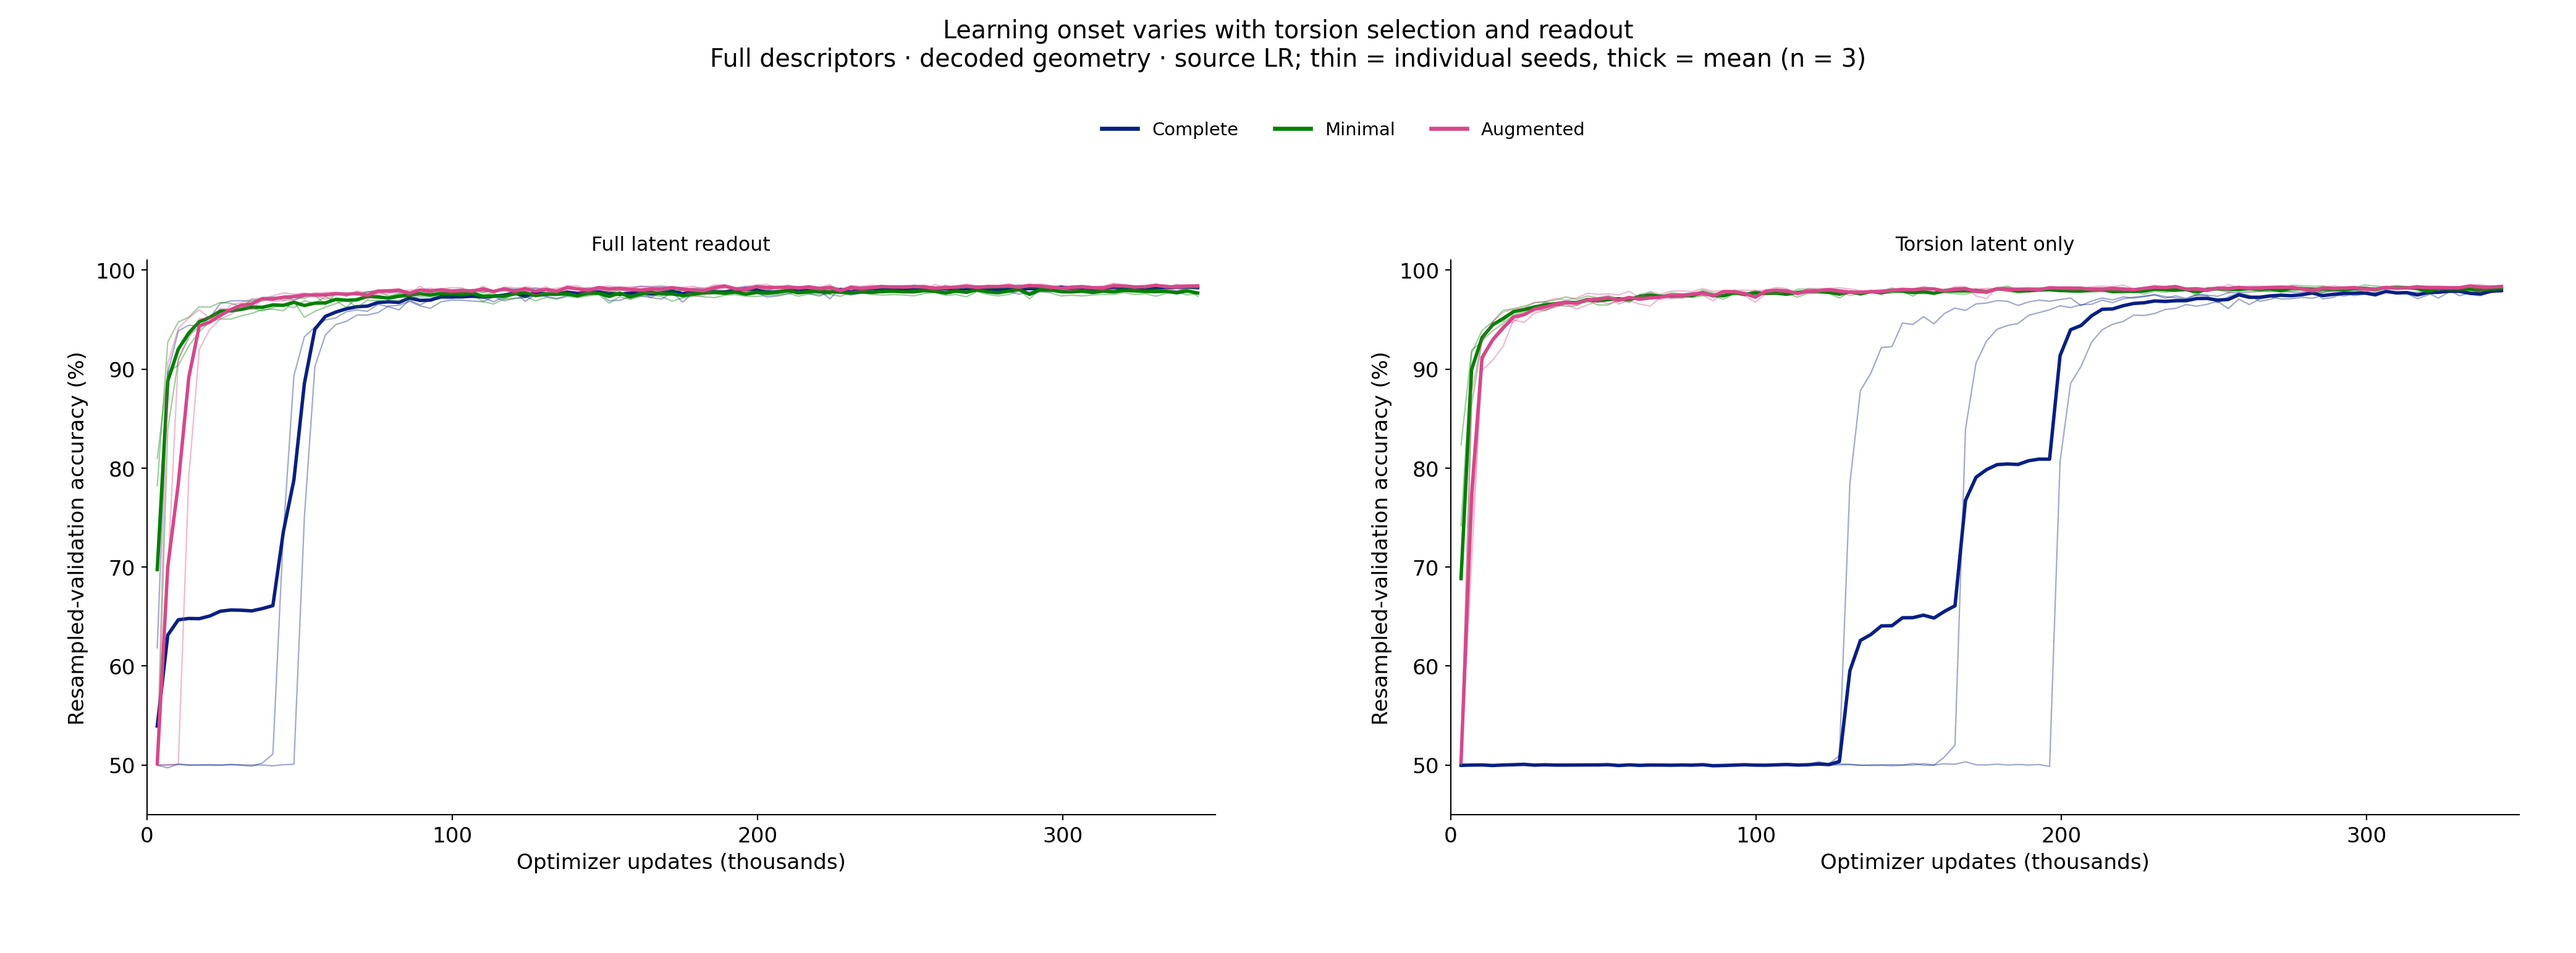 Learning onset varies with torsion selection and readout
Full descriptors · decoded geometry · source LR; thin = individual seeds, thick = mean (n = 3)
Complete
Minimal
Augmented
Full latent readout
100
90
80
70
60
50
Resampled-validation accuracy (%)
0
100
200
300
Optimizer updates (thousands)
Torsion latent only
100
90
80
70
60
50
Resampled-validation accuracy (%)
0
100
200
300
Optimizer updates (thousands)